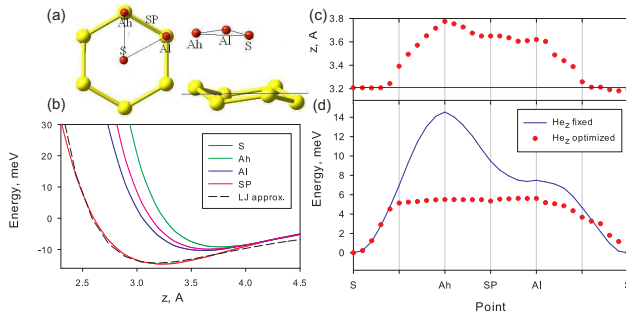 (a)
Ah
SP
Al
S
Ah
Al
S
(b)
Energy, meV
30
20
10
0
-10
S
Ah
Al
SP
LJ approx.
2.5
3.0
3.5
4.0
4.5
z, A
(c)
z, A
3.8
3.6
3.4
3.2
(d)
Energy, meV
14
12
10
8
6
4
2
0
He_z fixed
He_z optimized
S
Ah
SP
Al
S
Point